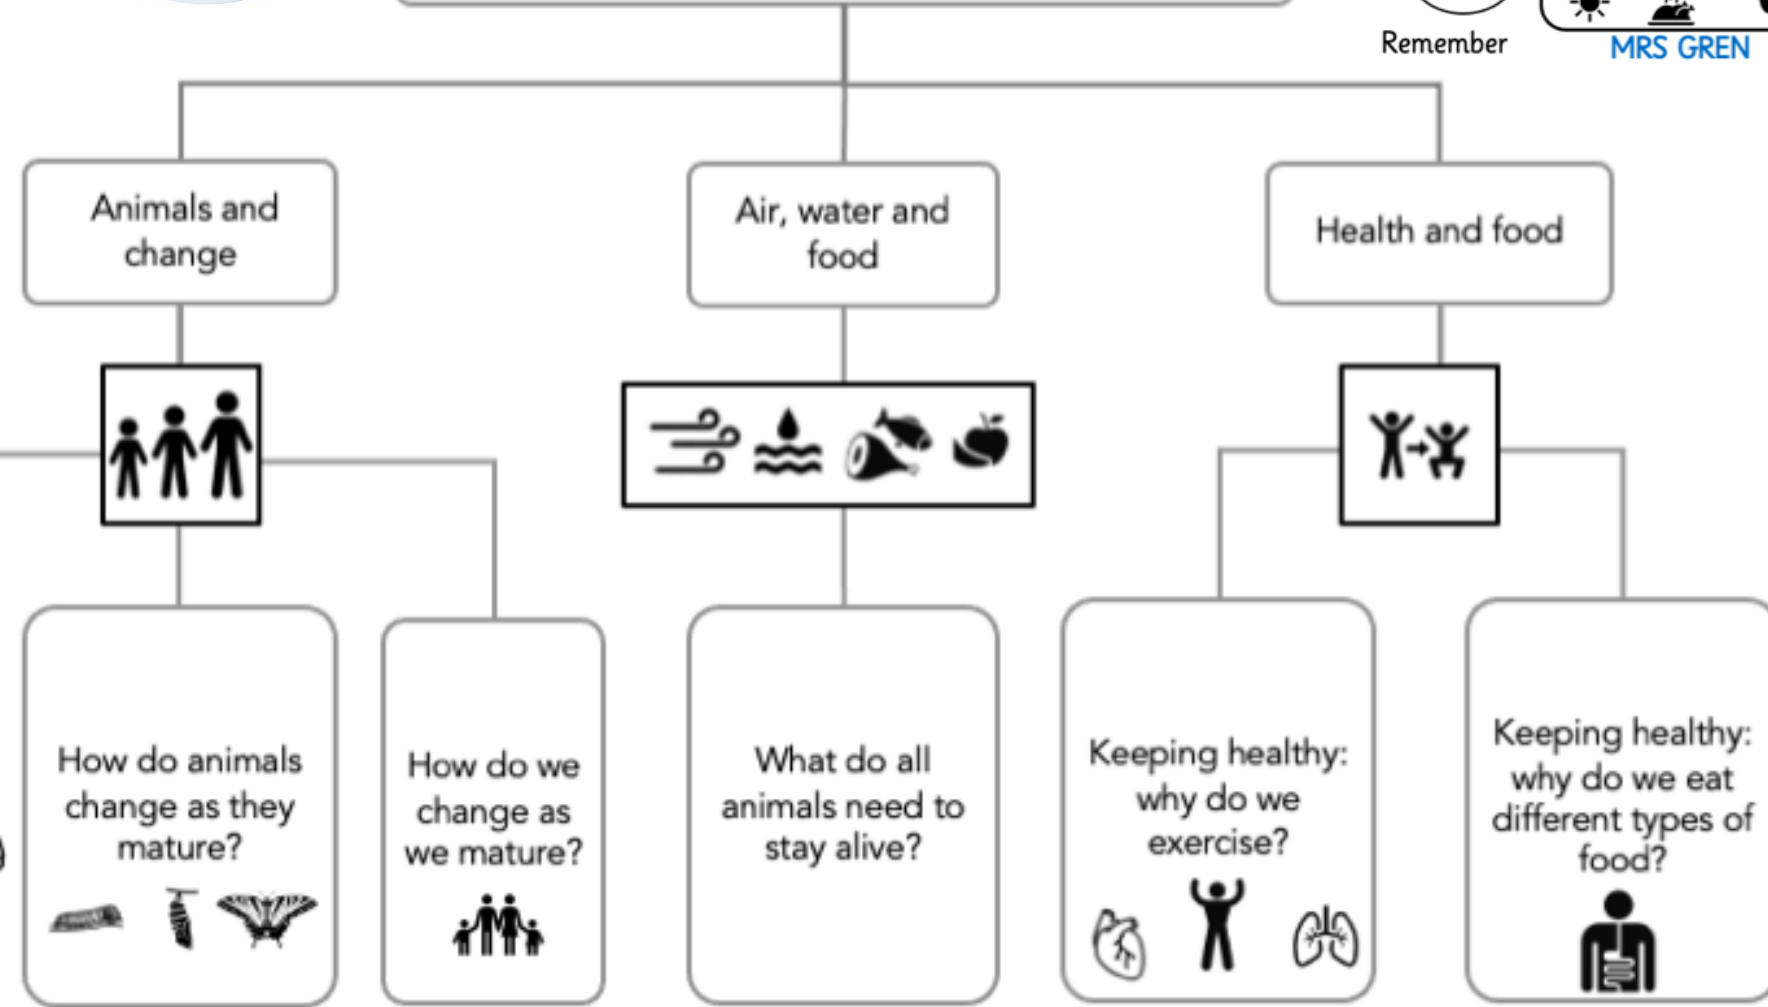 Remember
MRS GREN
Animals and
change
Air, water and
food
Health and food
How do animals
change as they
mature?
How do we
change as
we mature?
What do all
animals need to
stay alive?
Keeping healthy:
why do we
exercise?
Keeping healthy:
why do we eat
different types of
food?